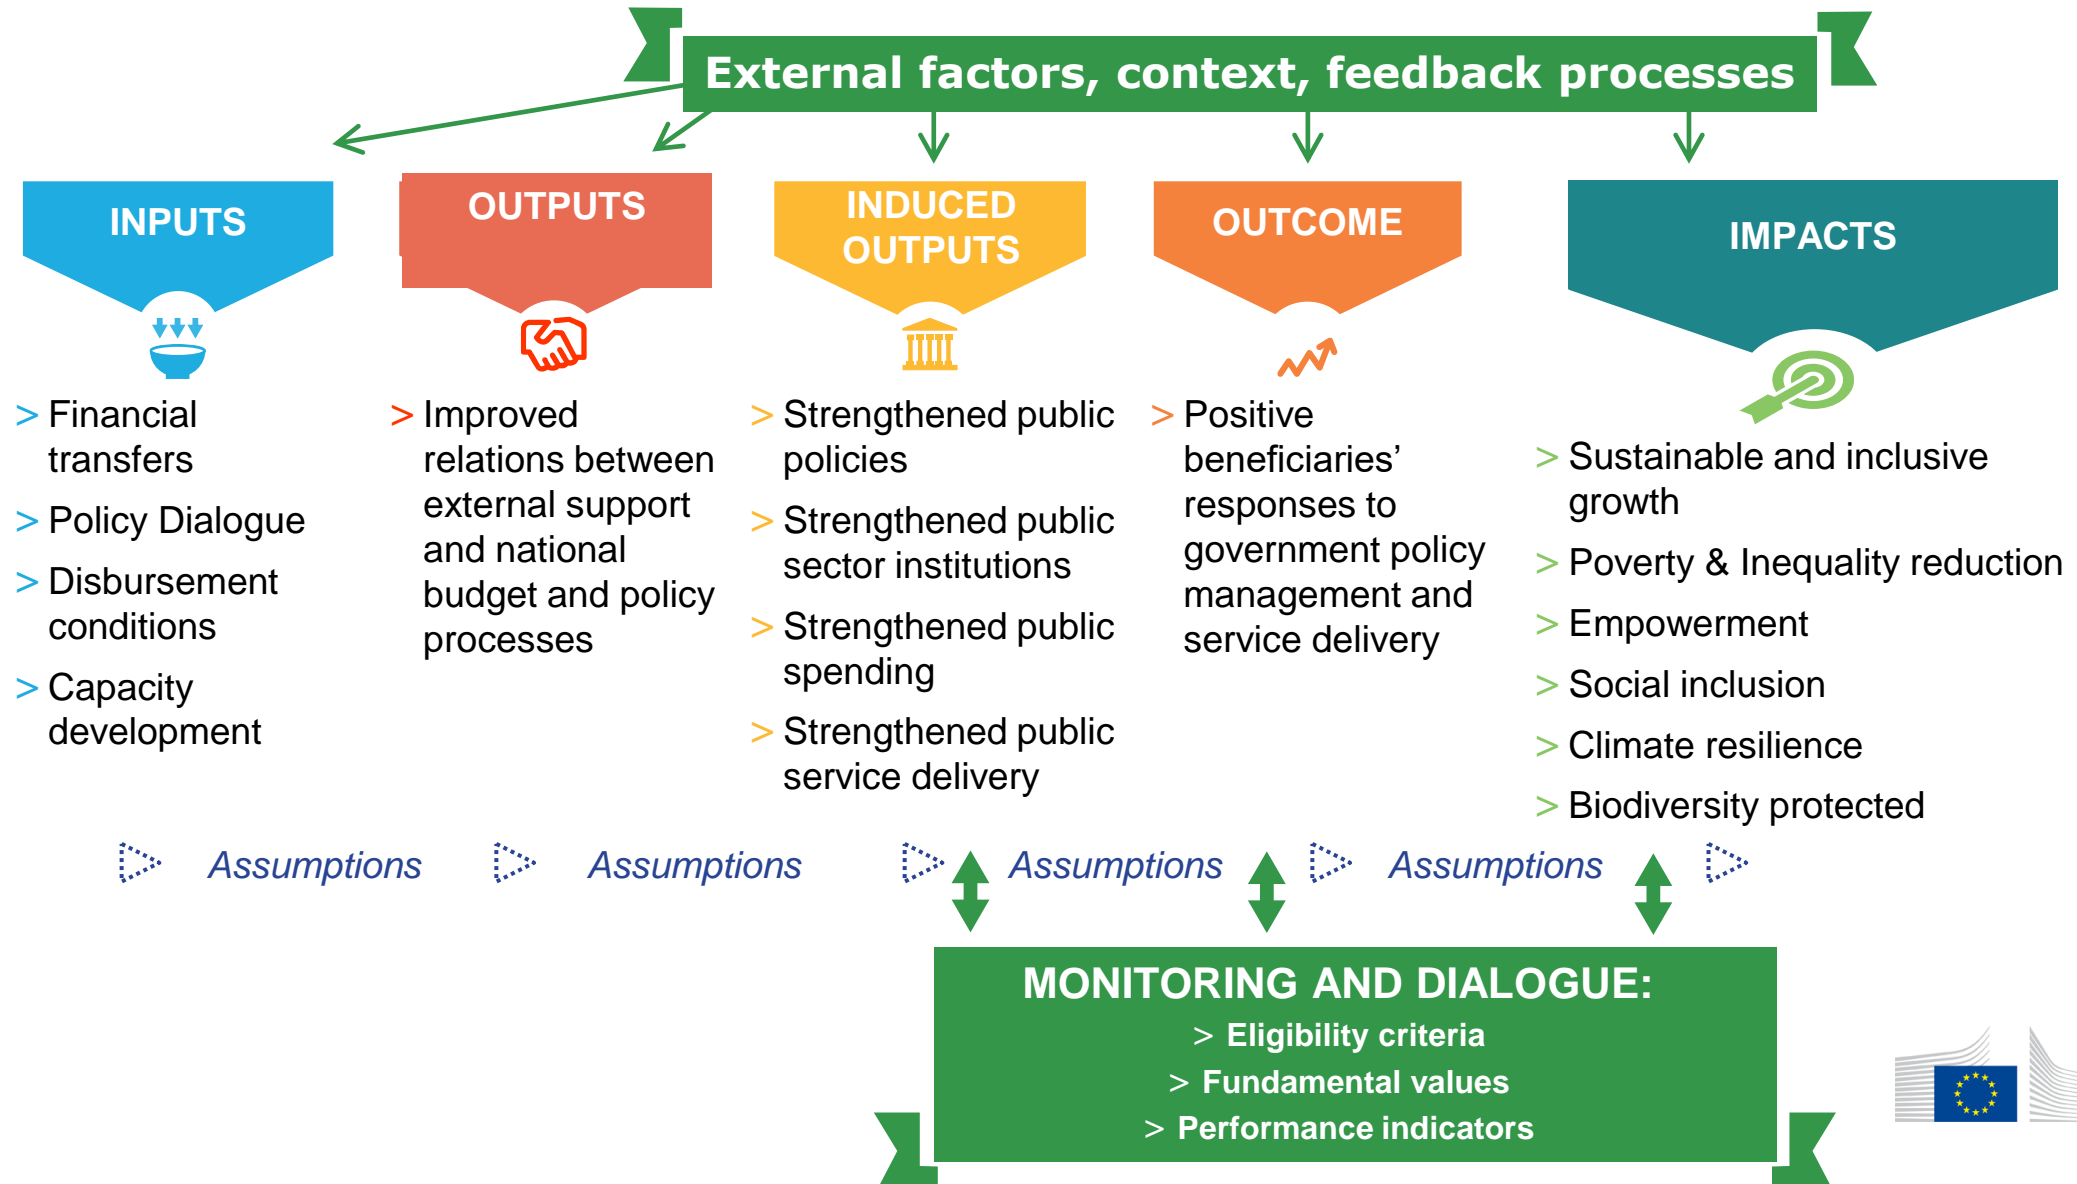 External factors, context, feedback processes
INPUTS
> Financial
transfers
> Policy Dialogue
> Disbursement
conditions
> Capacity
development
OUTPUTS
> Improved
relations between
external support
and national
budget and policy
processes
INDUCED
OUTPUTS
> Strengthened public
policies
> Strengthened public
sector institutions
> Strengthened public
spending
> Strengthened public
service delivery
OUTCOME
> Positive
beneficiaries’
responses to
government policy
management and
service delivery
IMPACTS
> Sustainable and inclusive
growth
> Poverty & Inequality reduction
> Empowerment
> Social inclusion
> Climate resilience
> Biodiversity protected
Assumptions
Assumptions
Assumptions
Assumptions
MONITORING AND DIALOGUE:
> Eligibility criteria
> Fundamental values
> Performance indicators